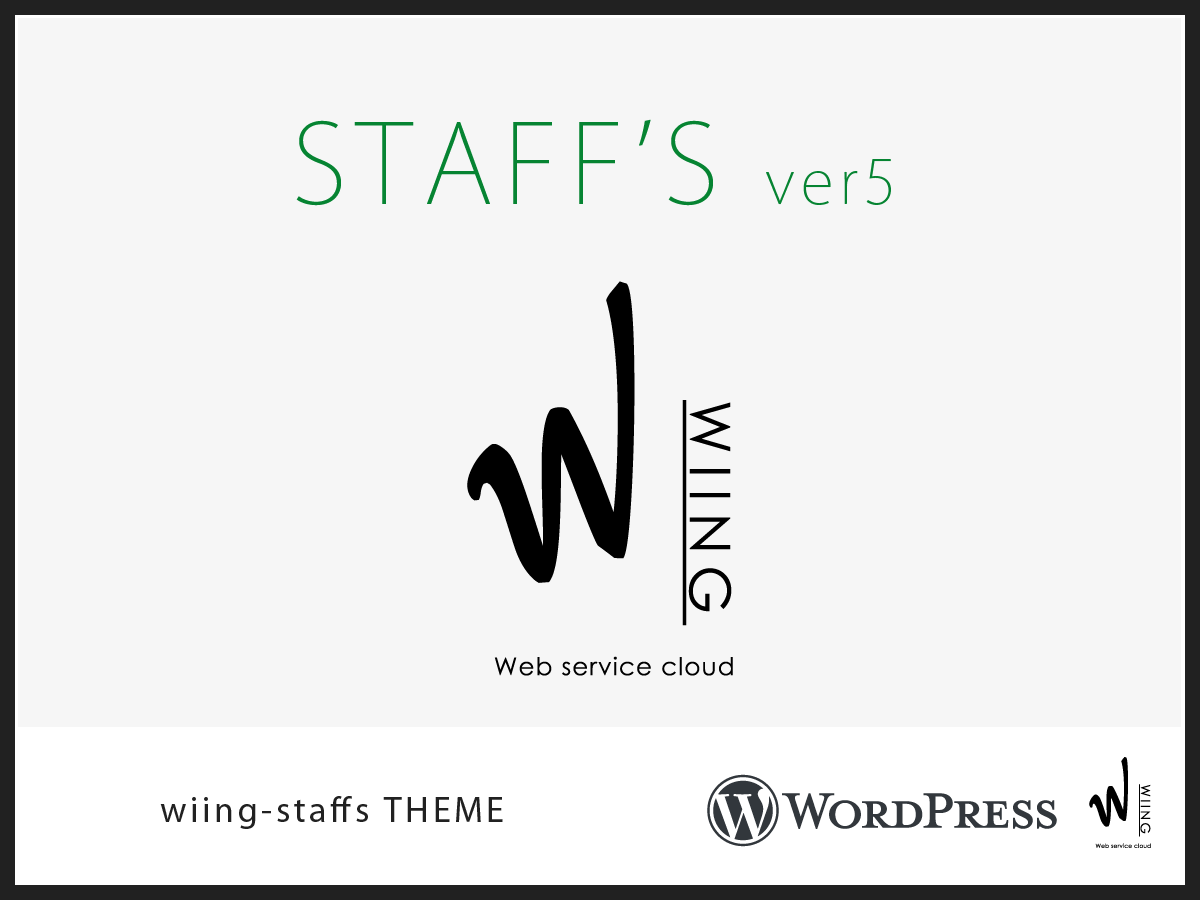 STAFF'S ver5
W
WIING
Web service cloud
wiing-staffs THEME
W WORDPRESS
W
WIING
Web service cloud